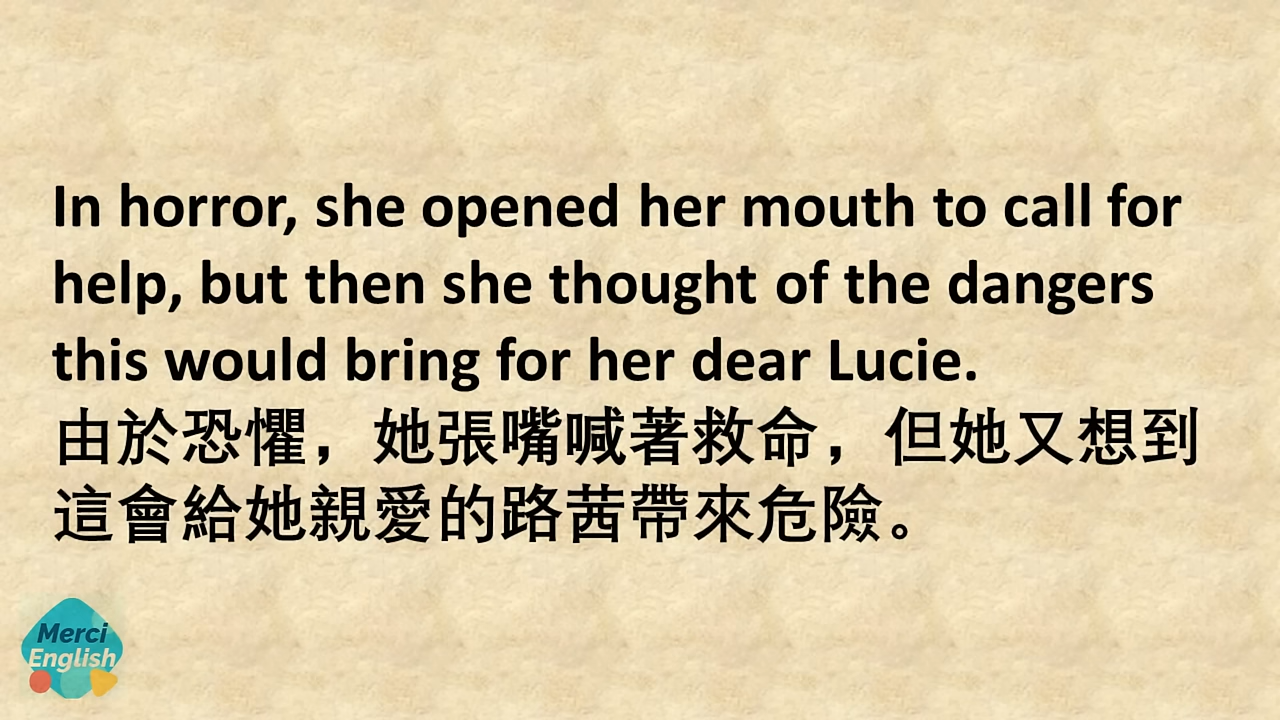 In horror, she opened her mouth to call for
help, but then she thought of the dangers
this would bring for her dear Lucie.
由於恐懼，她張嘴喊著救命，但她又想到
這會給她親愛的路茜帶來危險。
Merci
English